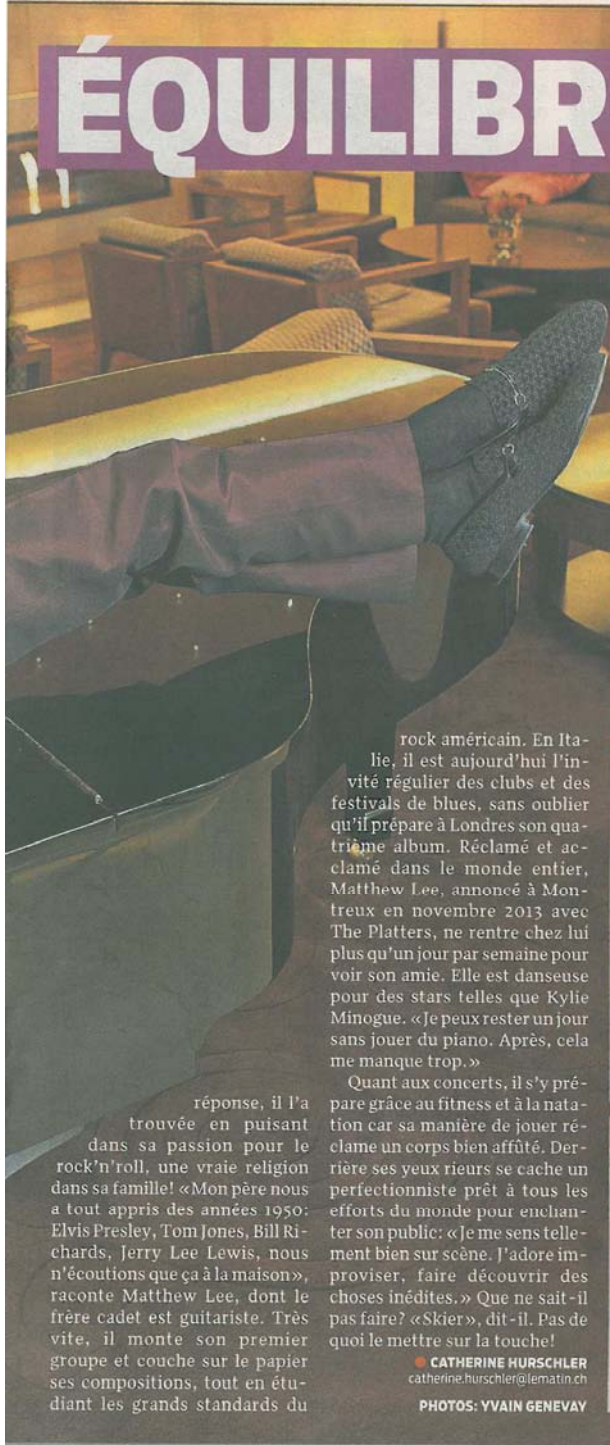 ÉQUILIBR
réponse, il l'a
trouvée en puisant
dans sa passion pour le
rock'n'roll, une vraie religion
dans sa famille! «Mon père nous
a tout appris des années 1950:
Elvis Presley, Tom Jones, Bill Ri-
chards, Jerry Lee Lewis, nous
n'écoutions que ça à la maison»,
raconte Matthew Lee, dont le
frère cadet est guitariste. Très
vite, il monte son premier
groupe et couche sur le papier
ses compositions, tout en étu-
diant les grands standards du
rock américain. En Ita-
lie, il est aujourd'hui l'in-
vité régulier des clubs et des
festivals de blues, sans oublier
qu'il prépare à Londres son qua-
trième album. Réclamé et ac-
clamé dans le monde entier,
Matthew Lee, annoncé à Mon-
treux en novembre 2013 avec
The Platters, ne rentre chez lui
plus qu'un jour par semaine pour
voir son amie. Elle est danseuse
pour des stars telles que Kylie
Minogue. «Je peux rester un jour
sans jouer du piano. Après, cela
me manque trop.»
Quant aux concerts, il s'y pré-
pare grâce au fitness et à la nata-
tion car sa manière de jouer ré-
clame un corps bien affûté. Der-
rière ses yeux rieurs se cache un
perfectionniste prêt à tous les
efforts du monde pour enchan-
ter son public: «Je me sens telle-
ment bien sur scène. J'adore im-
proviser, faire découvrir des
choses inédites.» Que ne sait-il
pas faire? «Skier», dit-il. Pas de
quoi le mettre sur la touche!
CATHERINE HURSCHLER
catherine.hurschler@lematin.ch
PHOTOS: YVAIN GENEVAY